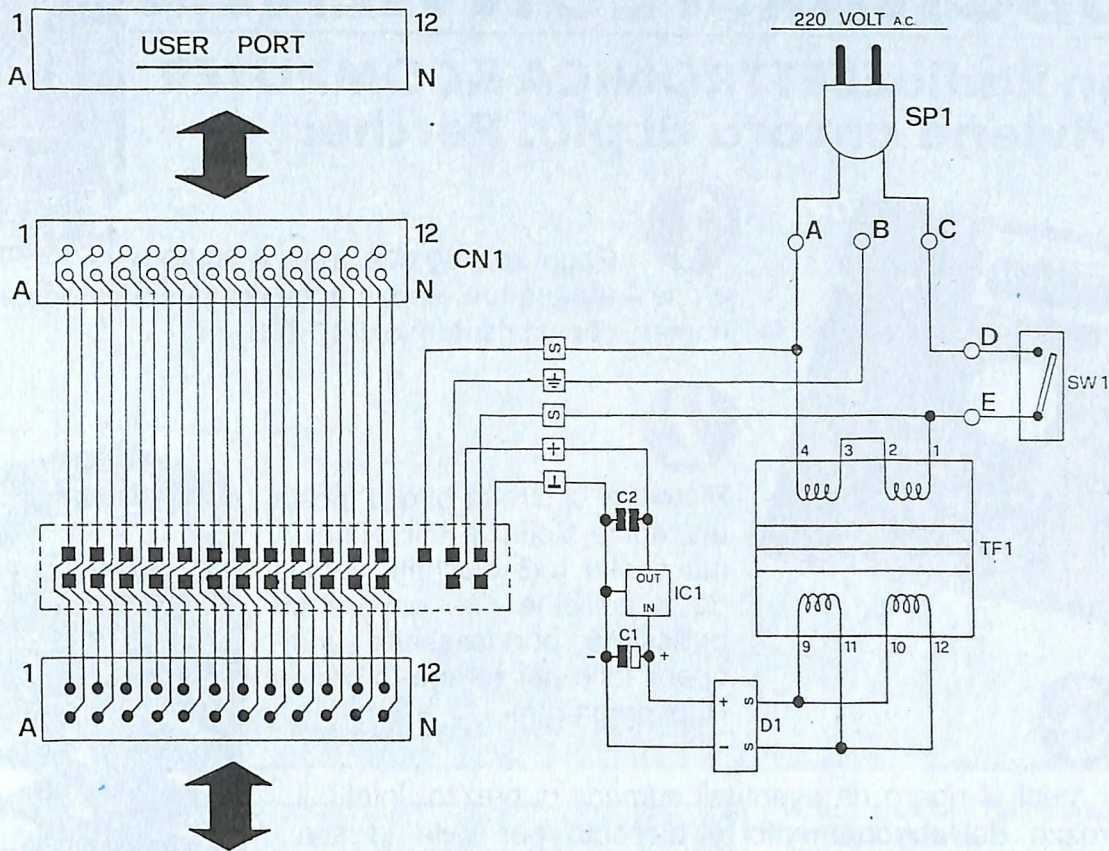 220 VOLT A.C.
1 12
USER PORT
A N
SP1
1 12
A N
CN1
A B C
S
S
+
D
E
SW1
4 3 2 1
TF1
9 11 10 12
C2
OUT
IC1
IN
C1
- +
+ S
D1
- S
1 12
A N